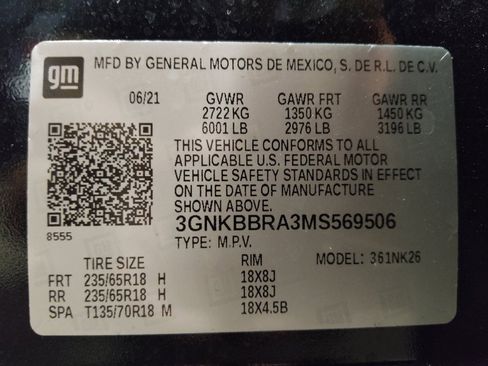 gm
MFD BY GENERAL MOTORS DE MEXICO, S. DE R.L. DE C.V.
06/21 GVWR GAWR FRT GAWR RR
2722 KG 1350 KG 1450 KG
6001 LB 2976 LB 3196 LB
THIS VEHICLE CONFORMS TO ALL
APPLICABLE U.S. FEDERAL MOTOR
VEHICLE SAFETY STANDARDS IN EFFECT
ON THE DATE OF MANUFACTURE
SHOWN ABOVE.
8555
3GNKBBRA3MS569506
TYPE: M.P.V. MODEL: 361NK26
TIRE SIZE RIM
FRT 235/65R18 H 18X8J
RR 235/65R18 H 18X8J
SPA T135/70R18 M 18X4.5B